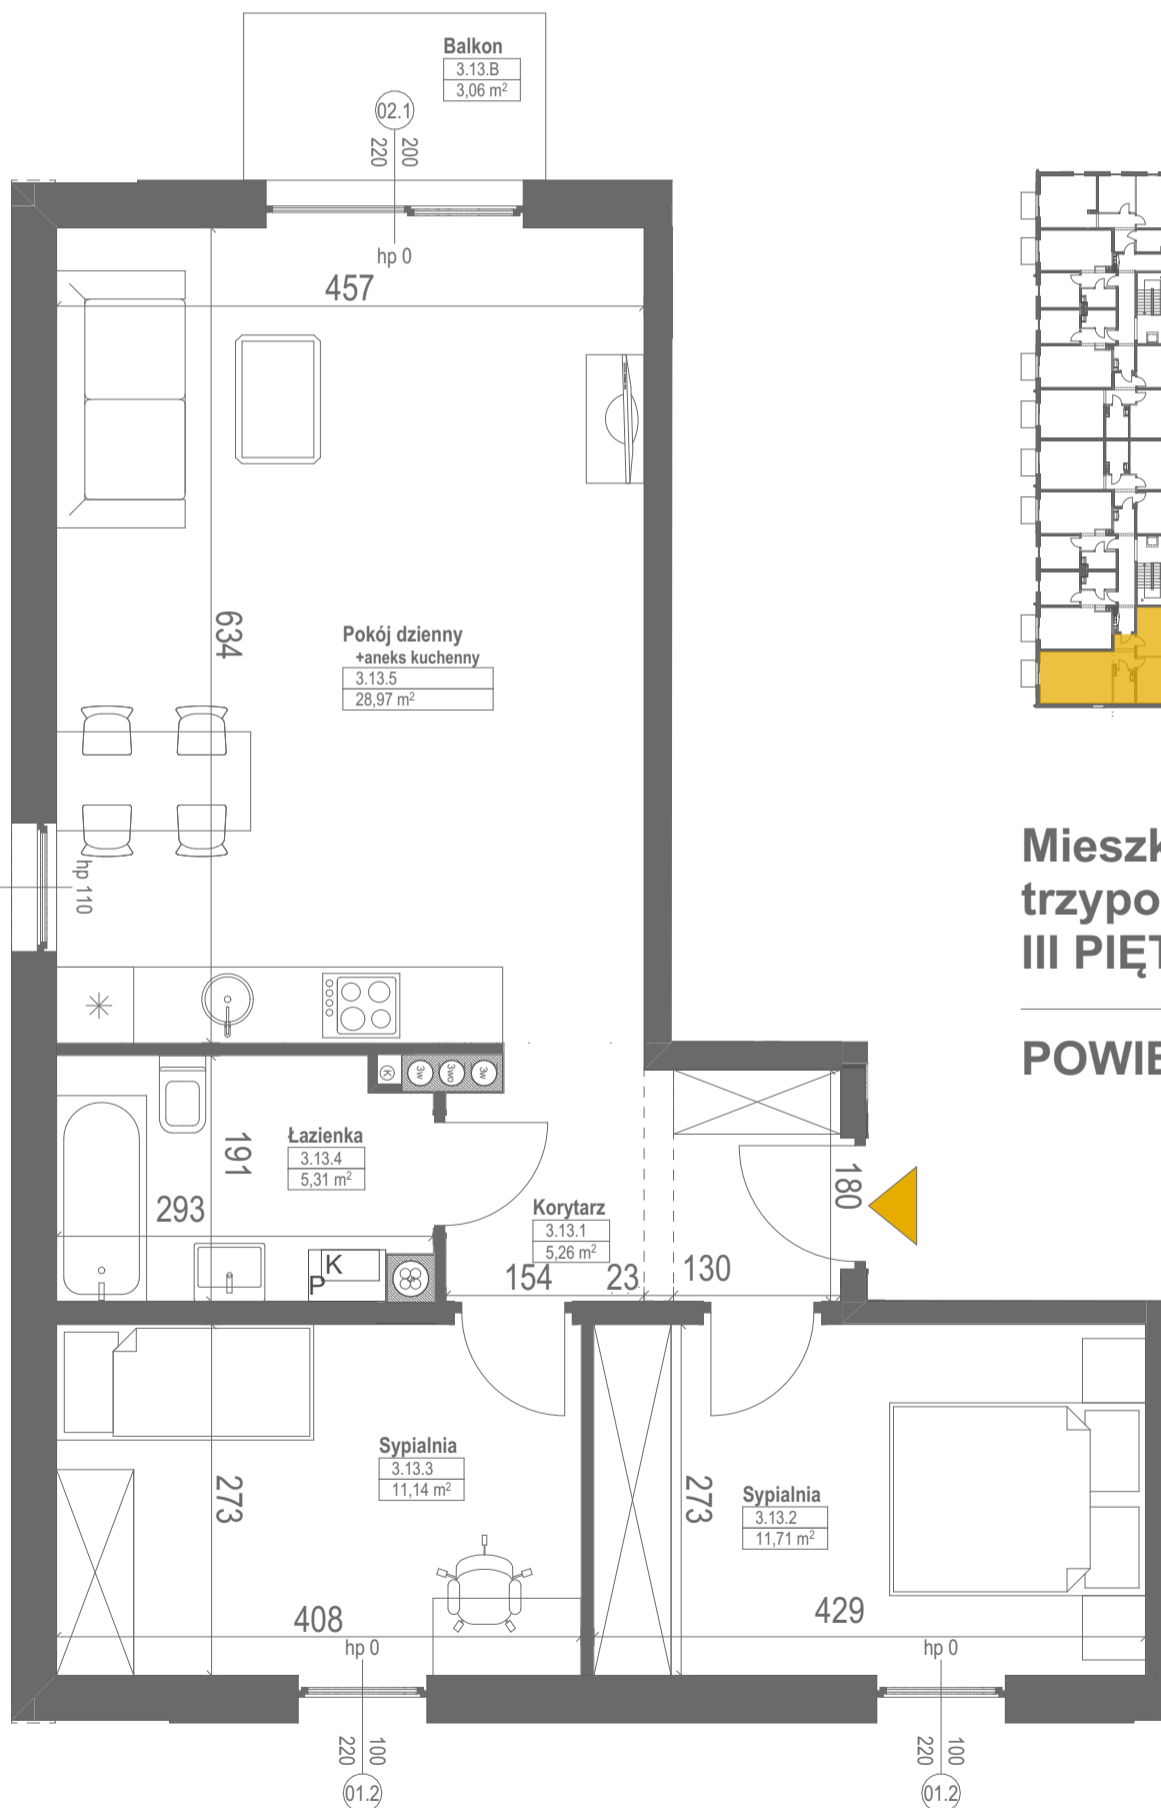 Balkon
3.13.B
3,06 m²
02.1
200
220
hp 0
457
634
Pokój dzienny
+aneks kuchenny
3.13.5
28,97 m²
hp 110
Mieszk
trzypo
III PIĘT
POWIE
K
3w
3wo
3w
Łazienka
3.13.4
5,31 m²
191
293
K
P
Korytarz
3.13.1
5,26 m²
154
23
130
180
Sypialnia
3.13.3
11,14 m²
273
408
hp 0
100
220
01.2
Sypialnia
3.13.2
11,71 m²
273
429
hp 0
100
220
01.2